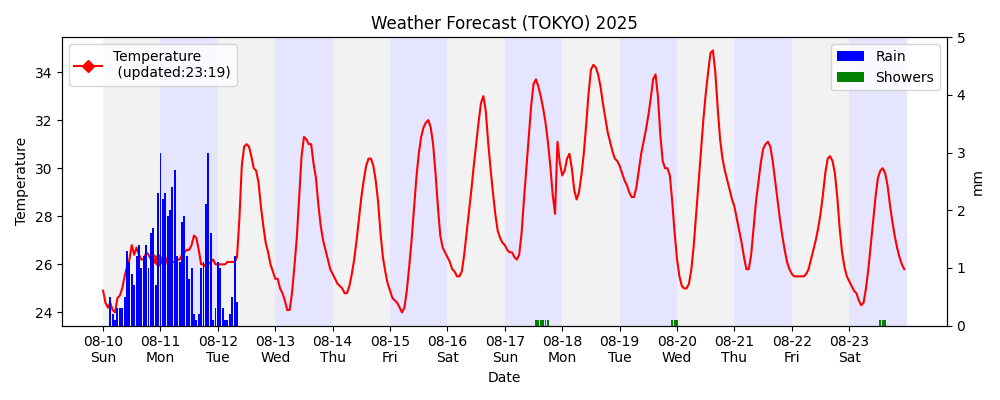 Weather Forecast (TOKYO) 2025
Temperature
(updated:23:19)
Rain
Showers
Temperature
34
32
30
28
26
24
5
4
3
2
1
0
mm
08-10 08-11 08-12 08-13 08-14 08-15 08-16 08-17 08-18 08-19 08-20 08-21 08-22 08-23
Sun Mon Tue Wed Thu Fri Sat Sun Mon Tue Wed Thu Fri Sat
Date